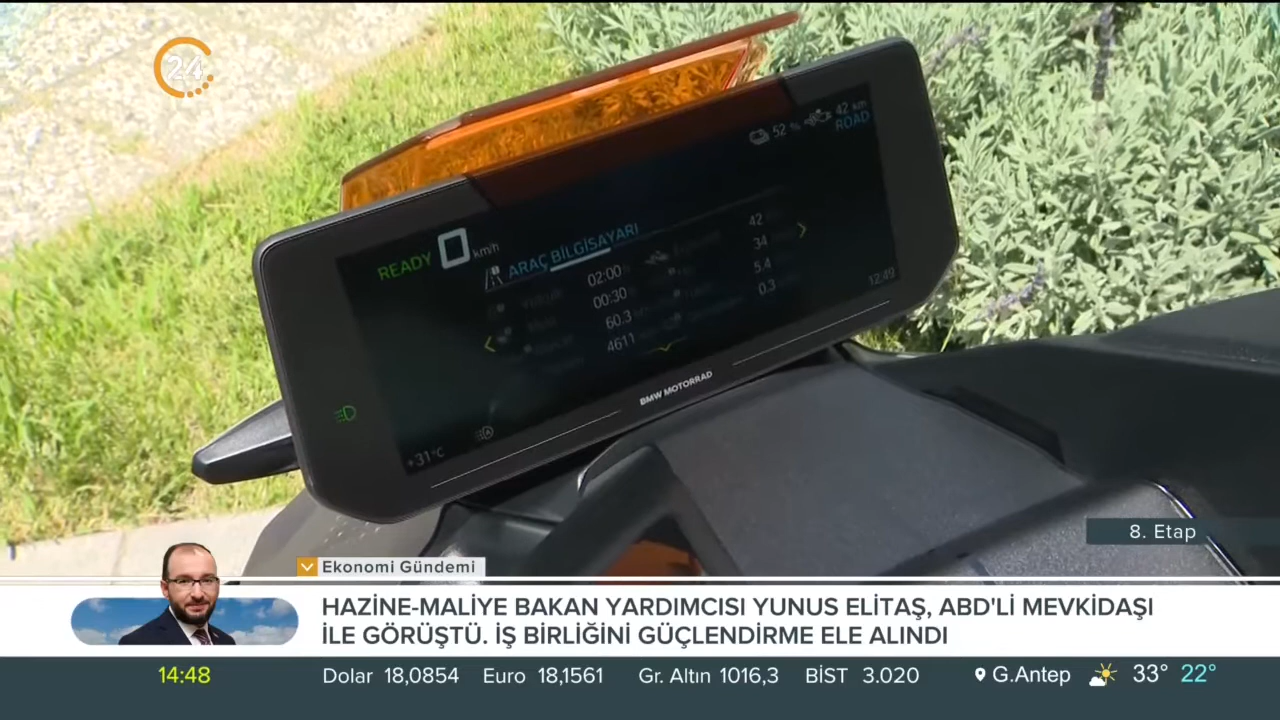 24
52 %
42 km
ROAD
READY 0 km/h
ARAÇ BİLGİSAYARI
02:00
42
00:30
34
60.3
5.4
4611
0.3
12:49
BMW MOTORRAD
+31°C
8. Etap
Ekonomi Gündemi
HAZİNE-MALİYE BAKAN YARDIMCISI YUNUS ELİTAŞ, ABD'Lİ MEVKİDAŞI
İLE GÖRÜŞTÜ. İŞ BİRLİĞİNİ GÜÇLENDİRME ELE ALINDI
14:48 Dolar 18,0854 Euro 18,1561 Gr. Altın 1016,3 BİST 3.020 G.Antep 33° 22°